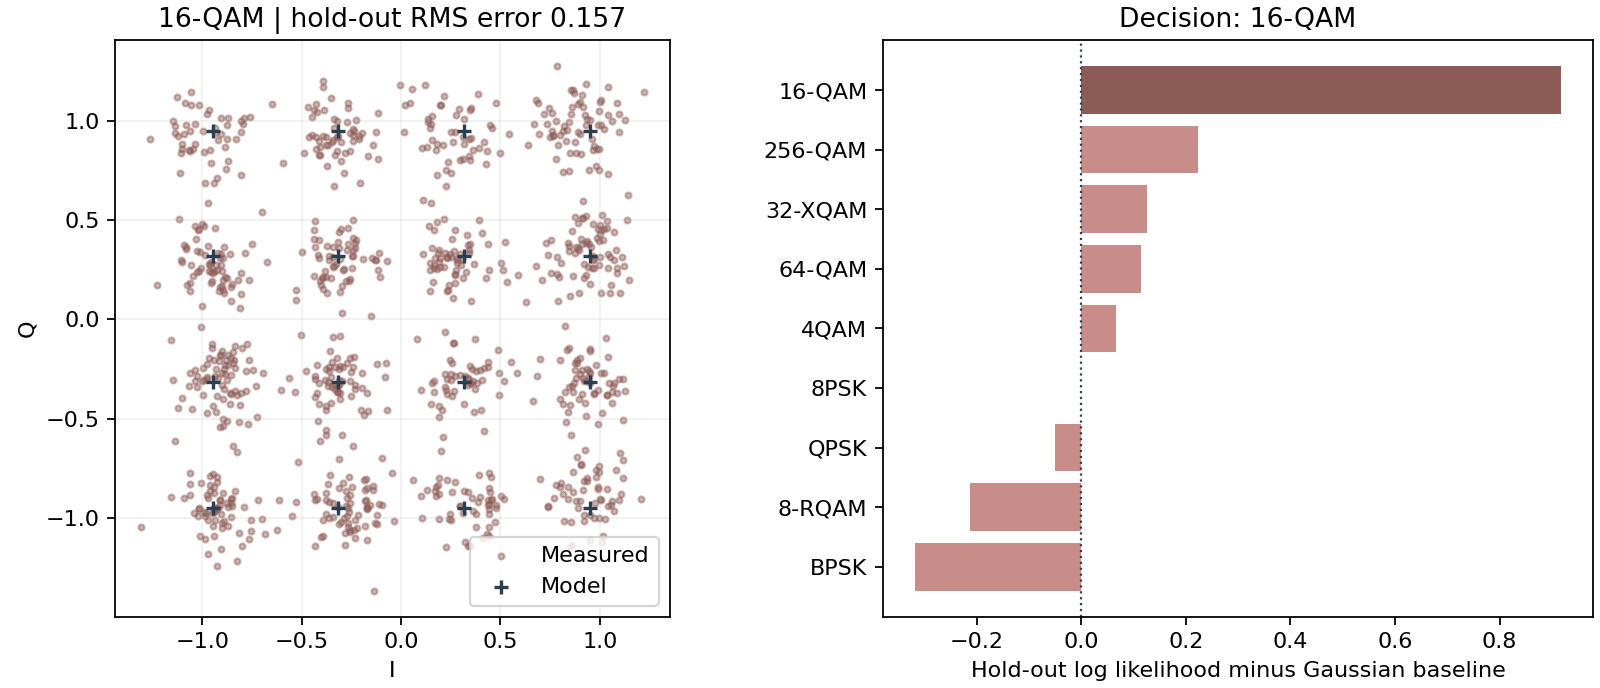 16-QAM | hold-out RMS error 0.157
1.0
0.5
0.0
−0.5
−1.0
Q
−1.0
−0.5
0.0
0.5
1.0
I
Measured
Model
Decision: 16-QAM
16-QAM
256-QAM
32-XQAM
64-QAM
4QAM
8PSK
QPSK
8-RQAM
BPSK
−0.2
0.0
0.2
0.4
0.6
0.8
Hold-out log likelihood minus Gaussian baseline